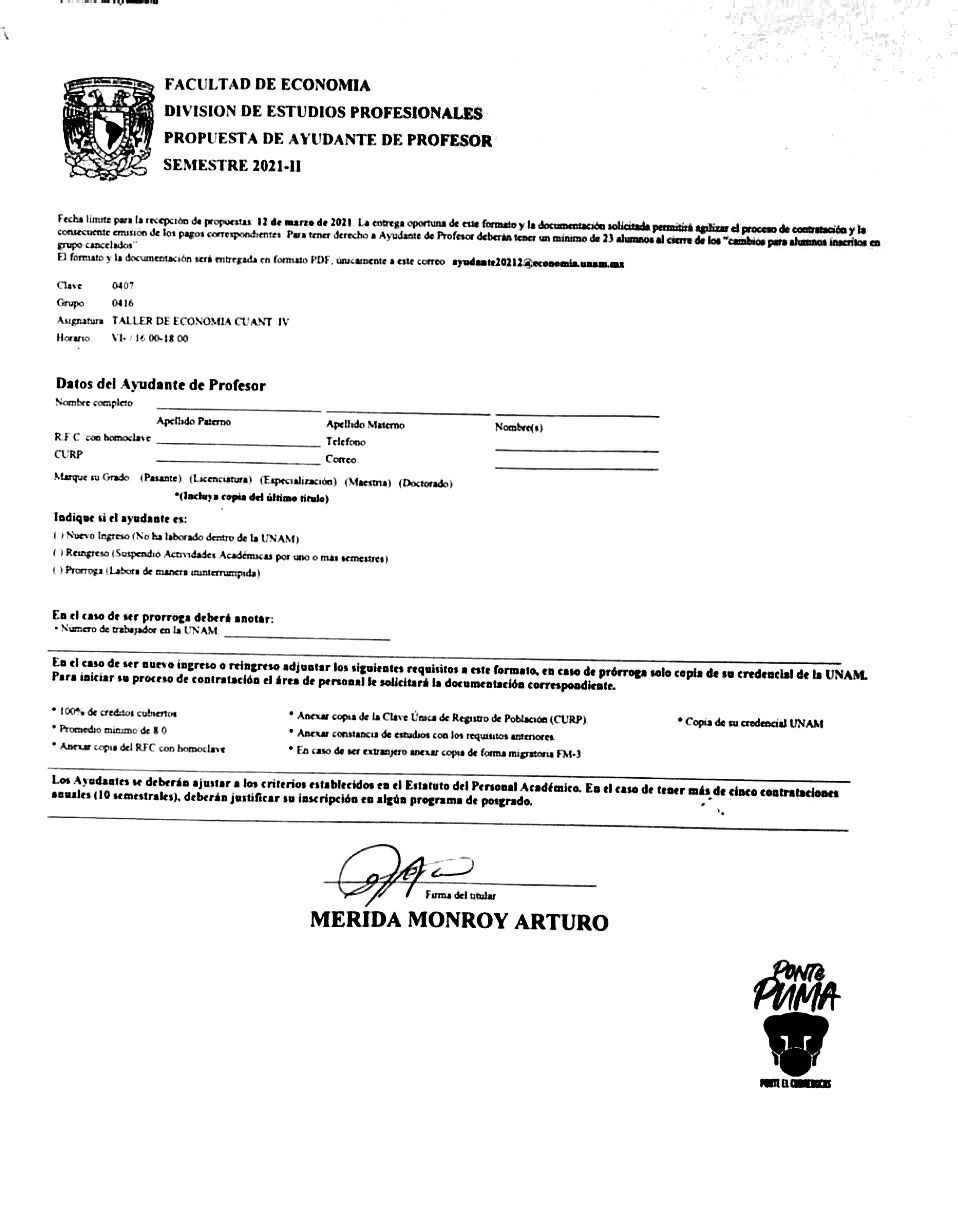 FACULTAD DE ECONOMIA
DIVISION DE ESTUDIOS PROFESIONALES
PROPUESTA DE AYUDANTE DE PROFESOR
SEMESTRE 2021-II
Fecha límite para la recepción de propuestas 12 de marzo de 2021 La entrega oportuna de este formato y la documentación solicitada permitirá agilizar el proceso de contratación y la
consecuente emisión de los pagos correspondientes Para tener derecho a Ayudante de Profesor deberán tener un mínimo de 23 alumnos al cierre de los "cambios para alumnos inscritos en
grupo cancelados"
El formato y la documentación será entregada en formato PDF, únicamente a este correo ayudante20212@economia.unam.mx
Clave 0407
Grupo 0416
Asignatura TALLER DE ECONOMIA CUANT IV
Horario VI- / 16 00-18 00
Datos del Ayudante de Profesor
Nombre completo
Apellido Paterno Apellido Materno Nombre(s)
R.F.C. con homoclave Telefono
CURP Correo
Marque su Grado (Pasante) (Licenciatura) (Especialización) (Maestria) (Doctorado)
*(Incluya copia del último título)
Indique si el ayudante es:
( ) Nuevo Ingreso (No ha laborado dentro de la UNAM)
( ) Reingreso (Suspendió Actividades Académicas por uno o más semestres)
( ) Prorroga (Labora de manera ininterrumpida)
En el caso de ser prorroga deberá anotar:
* Número de trabajador en la UNAM
En el caso de ser nuevo ingreso o reingreso adjuntar los siguientes requisitos a este formato, en caso de prórroga solo copia de su credencial de la UNAM.
Para iniciar su proceso de contratación el área de personal le solicitará la documentación correspondiente.
* 100% de creditos cubiertos * Anexar copia de la Clave Única de Registro de Población (CURP) * Copia de su credencial UNAM
* Promedio minimo de 8.0 * Anexar constancia de estudios con los requisitos anteriores.
* Anexar copia del RFC con homoclave * En caso de ser extranjero anexar copia de forma migratoria FM-3
Los Ayudantes se deberán ajustar a los criterios establecidos en el Estatuto del Personal Académico. En el caso de tener más de cinco contrataciones
anuales (10 semestrales), deberán justificar su inscripción en algún programa de posgrado.
Firma del titular
MERIDA MONROY ARTURO
PONTE
PUMA
PONTE EL CUBREBOCAS